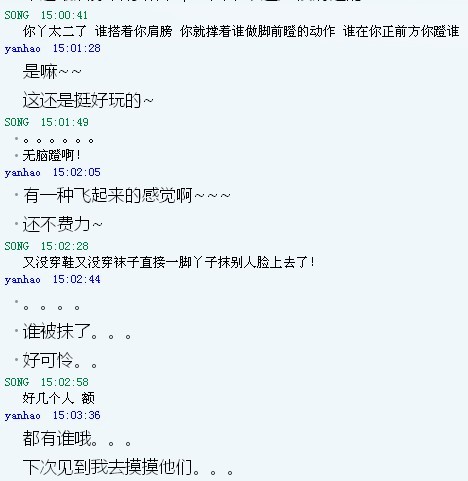 SONG 15:00:41
你丫太二了 谁搭着你肩膀 你就撑着谁做脚前瞪的动作 谁在你正前方你蹬谁
yanhao 15:01:28
是嘛~~
这还是挺好玩的~
SONG 15:01:49
。。。。。。
无脑蹬啊!
yanhao 15:02:05
有一种飞起来的感觉啊~~~
还不费力~
SONG 15:02:28
又没穿鞋又没穿袜子直接一脚丫子抹别人脸上去了!
yanhao 15:02:44
。。。。
谁被抹了。。。
好可怜。。
SONG 15:02:58
好几个人 额
yanhao 15:03:36
都有谁哦。。。
下次见到我去摸摸他们。。。